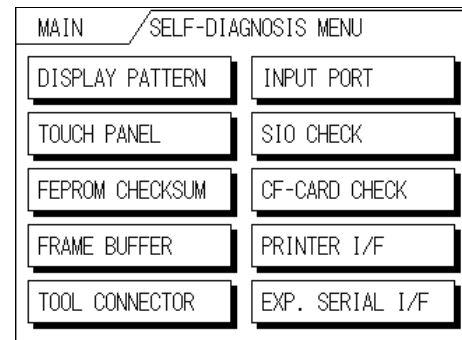 MAIN SELF-DIAGNOSIS MENU
DISPLAY PATTERN INPUT PORT
TOUCH PANEL SIO CHECK
FEPROM CHECKSUM CF-CARD CHECK
FRAME BUFFER PRINTER I/F
TOOL CONNECTOR EXP. SERIAL I/F